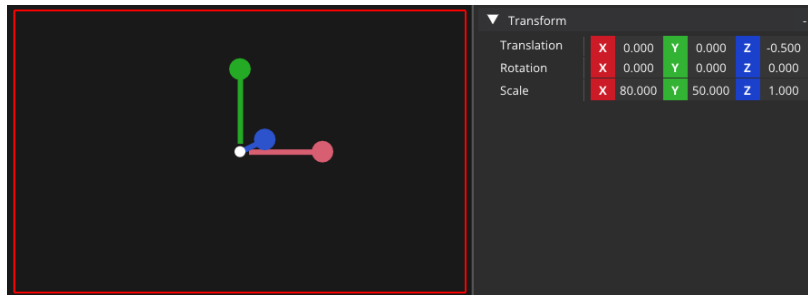 Transform -
Translation X 0.000 Y 0.000 Z -0.500
Rotation X 0.000 Y 0.000 Z 0.000
Scale X 80.000 Y 50.000 Z 1.000